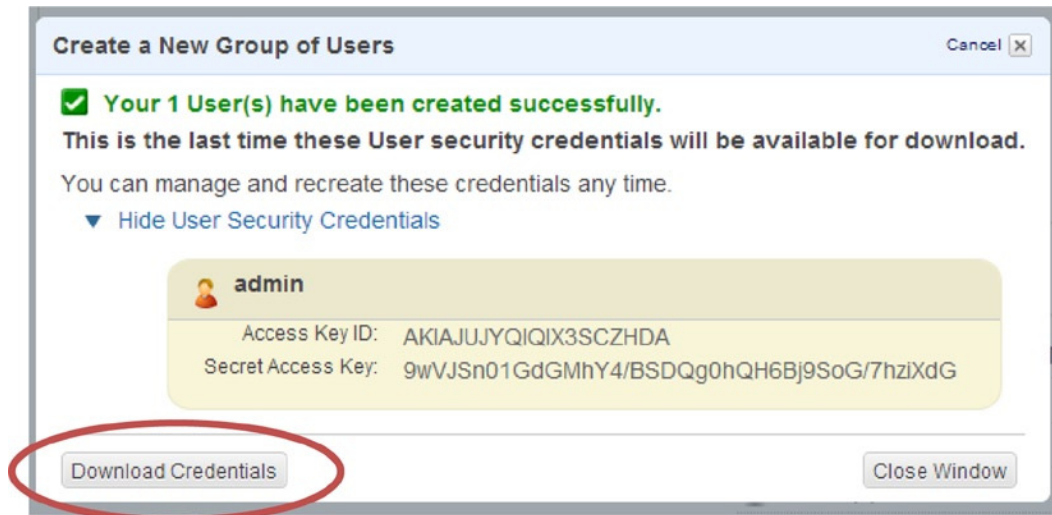 Create a New Group of Users
Cancel
Your 1 User(s) have been created successfully.
This is the last time these User security credentials will be available for download.
You can manage and recreate these credentials any time.
Hide User Security Credentials
admin
Access Key ID: AKIAJUJYQIQIX3SCZHDA
Secret Access Key: 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
Download Credentials
Close Window